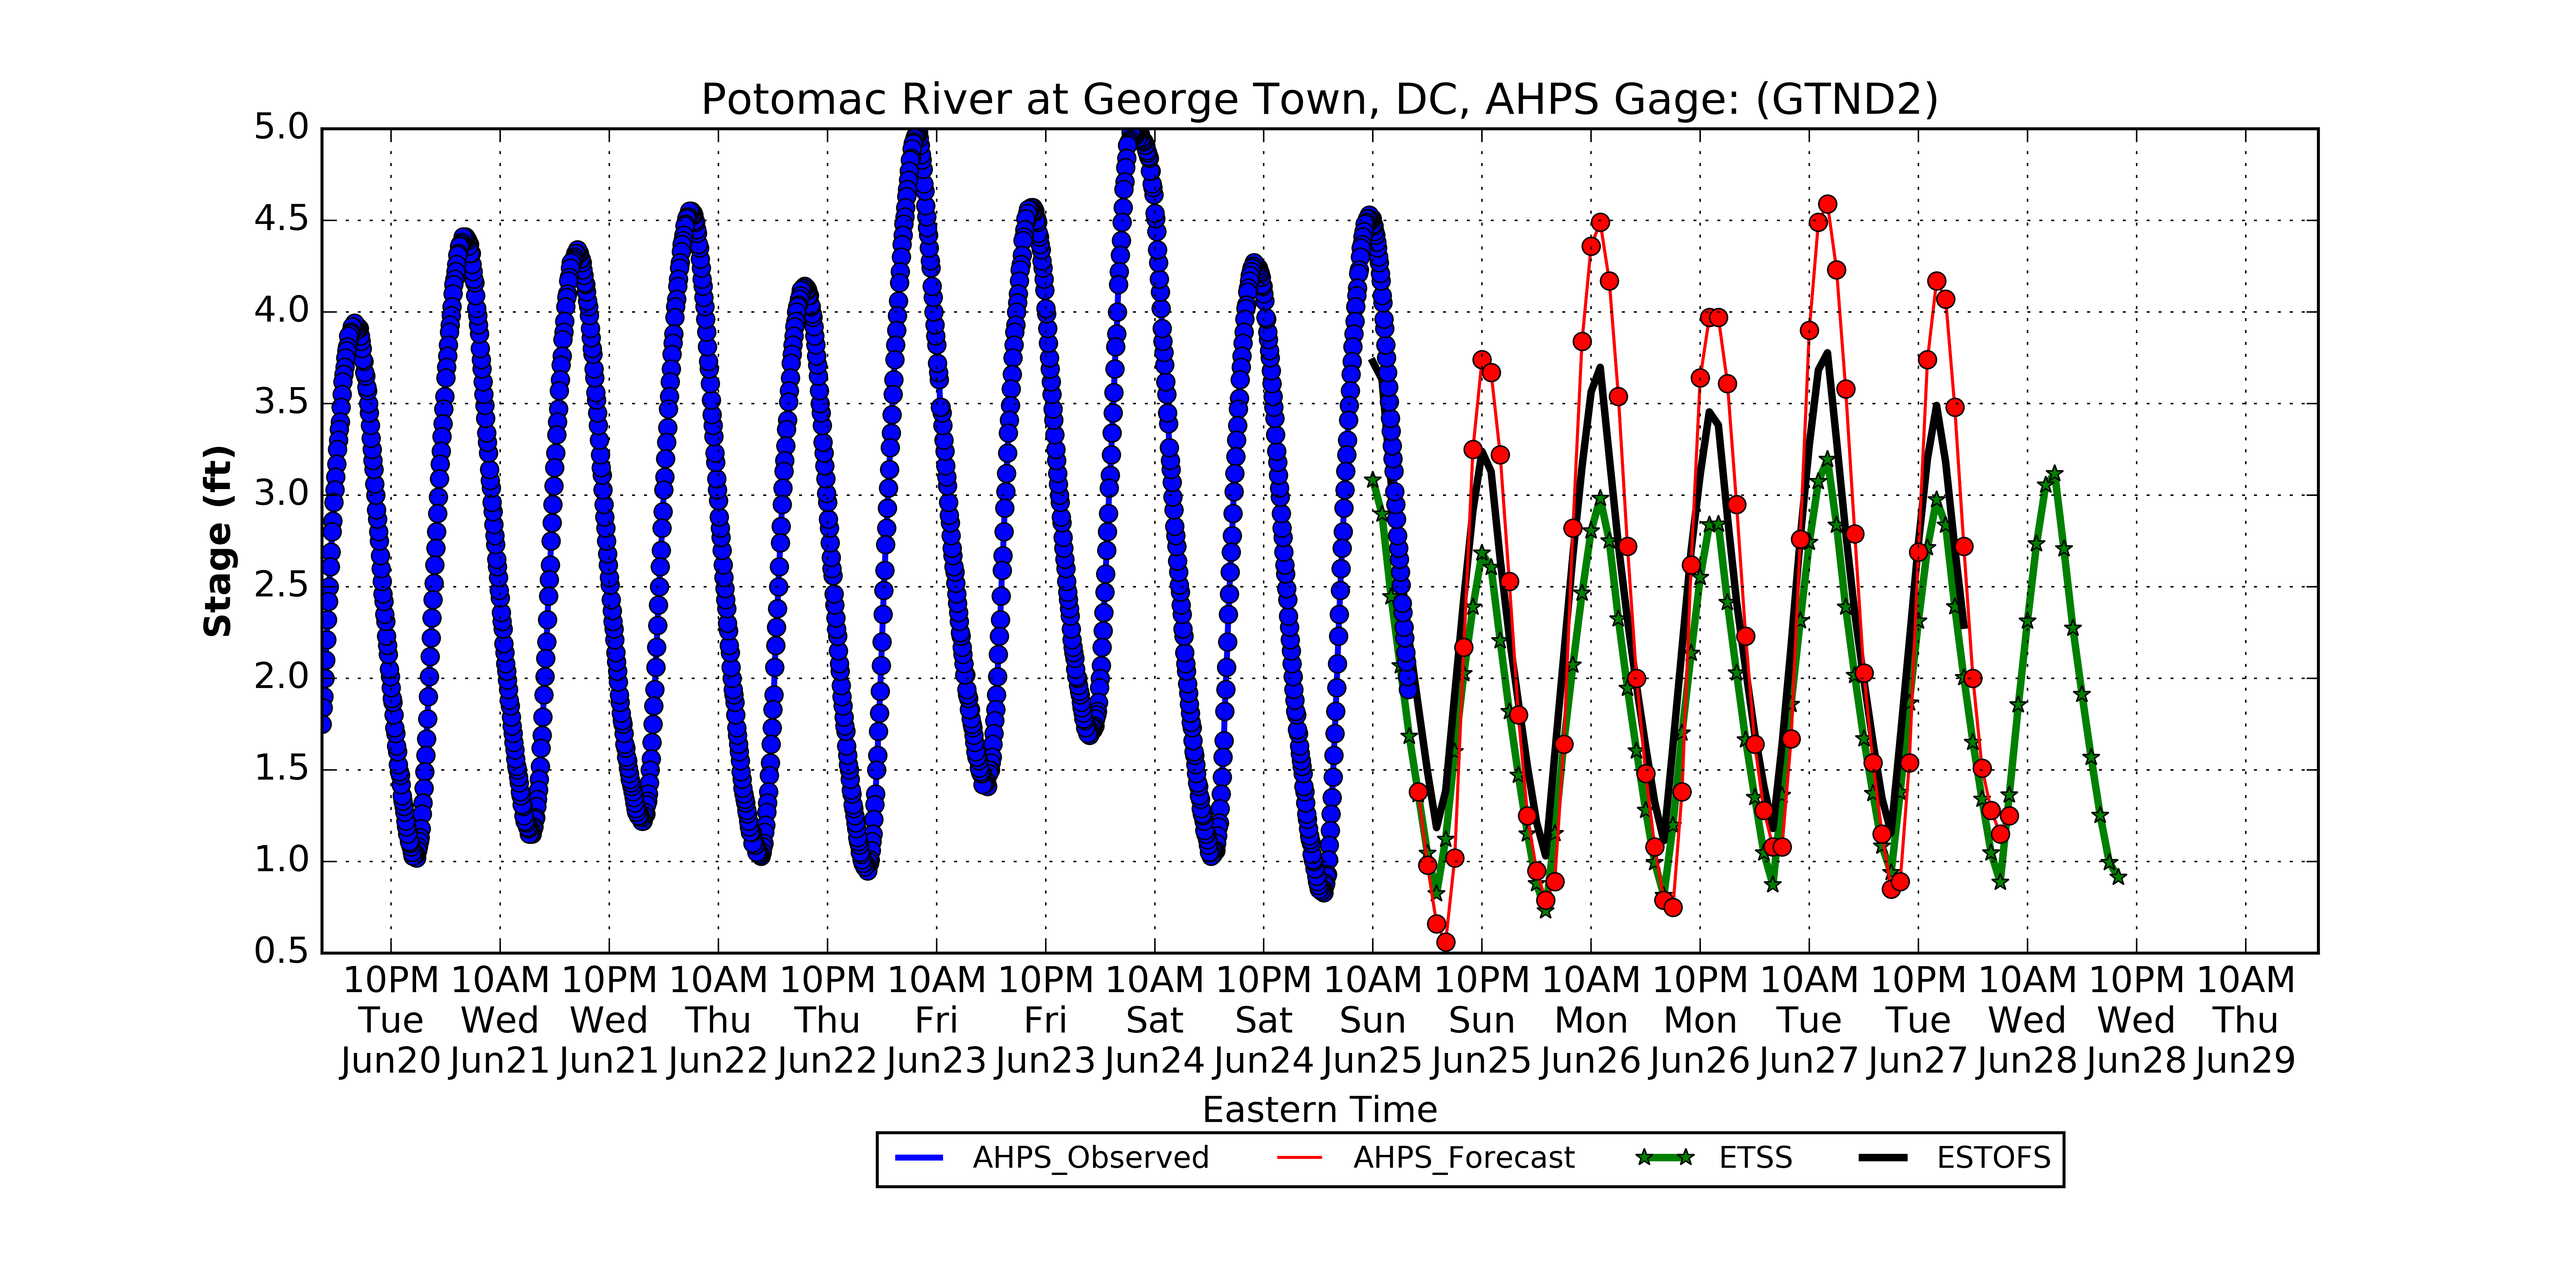 Potomac River at George Town, DC, AHPS Gage: (GTND2)
5.0
4.5
4.0
3.5
3.0
2.5
2.0
1.5
1.0
0.5
Stage (ft)
10PM 10AM 10PM 10AM 10PM 10AM 10PM 10AM 10PM 10AM 10PM 10AM 10PM 10AM 10PM 10AM 10PM 10AM
Tue Wed Wed Thu Thu Fri Fri Sat Sat Sun Sun Mon Mon Tue Tue Wed Wed Thu
Jun20 Jun21 Jun21 Jun22 Jun22 Jun23 Jun23 Jun24 Jun24 Jun25 Jun25 Jun26 Jun26 Jun27 Jun27 Jun28 Jun28 Jun29
Eastern Time
AHPS_Observed AHPS_Forecast ETSS ESTOFS